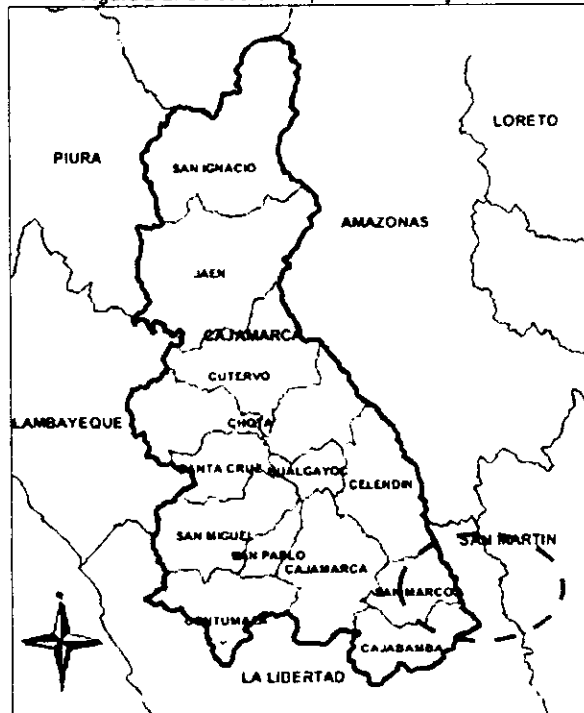 LORETO
PIURA
SAN IGNACIO
AMAZONAS
JAEN
CAJAMARCA
CUTERVO
LAMBAYEQUE
CHOTA
SANTA CRUZ
HUALGAYOC
CELENDIN
SAN MIGUEL
SAN MARTIN
SAN PABLO
CAJAMARCA
SAN MARCOS
CONTUMAZA
CAJABAMBA
LA LIBERTAD